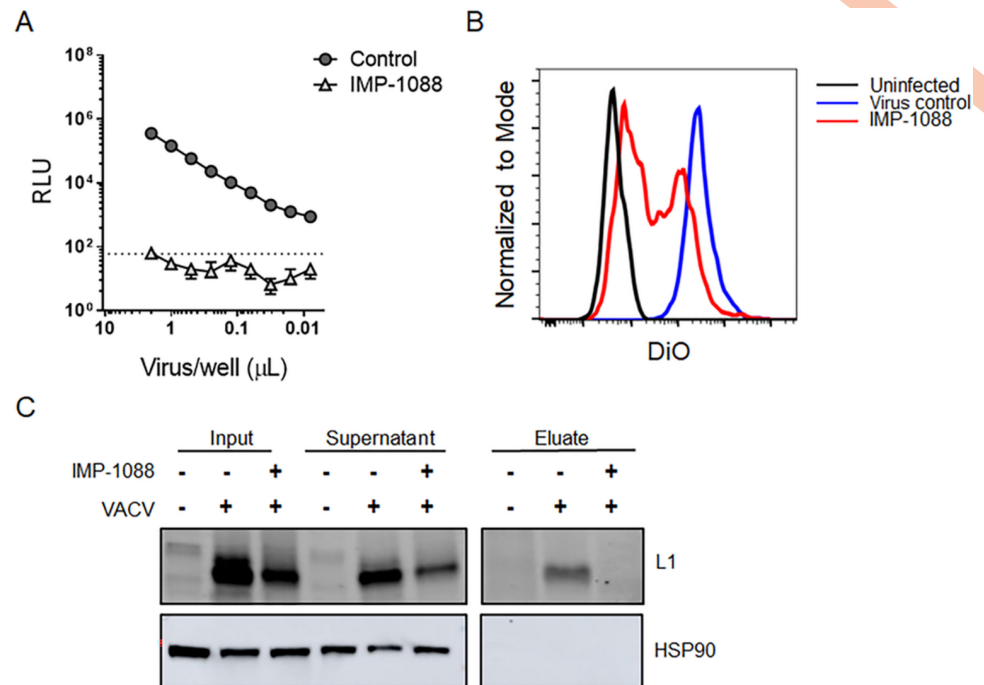 A
10⁸
10⁶
10⁴
10²
10⁰
RLU
10 1 0.1 0.01
Virus/well (μL)
Control
IMP-1088
B
Normalized to Mode
DiO
Uninfected
Virus control
IMP-1088
C
Input Supernatant Eluate
IMP-1088 - - + - - + - - +
VACV - + + - + + - + +
L1
HSP90